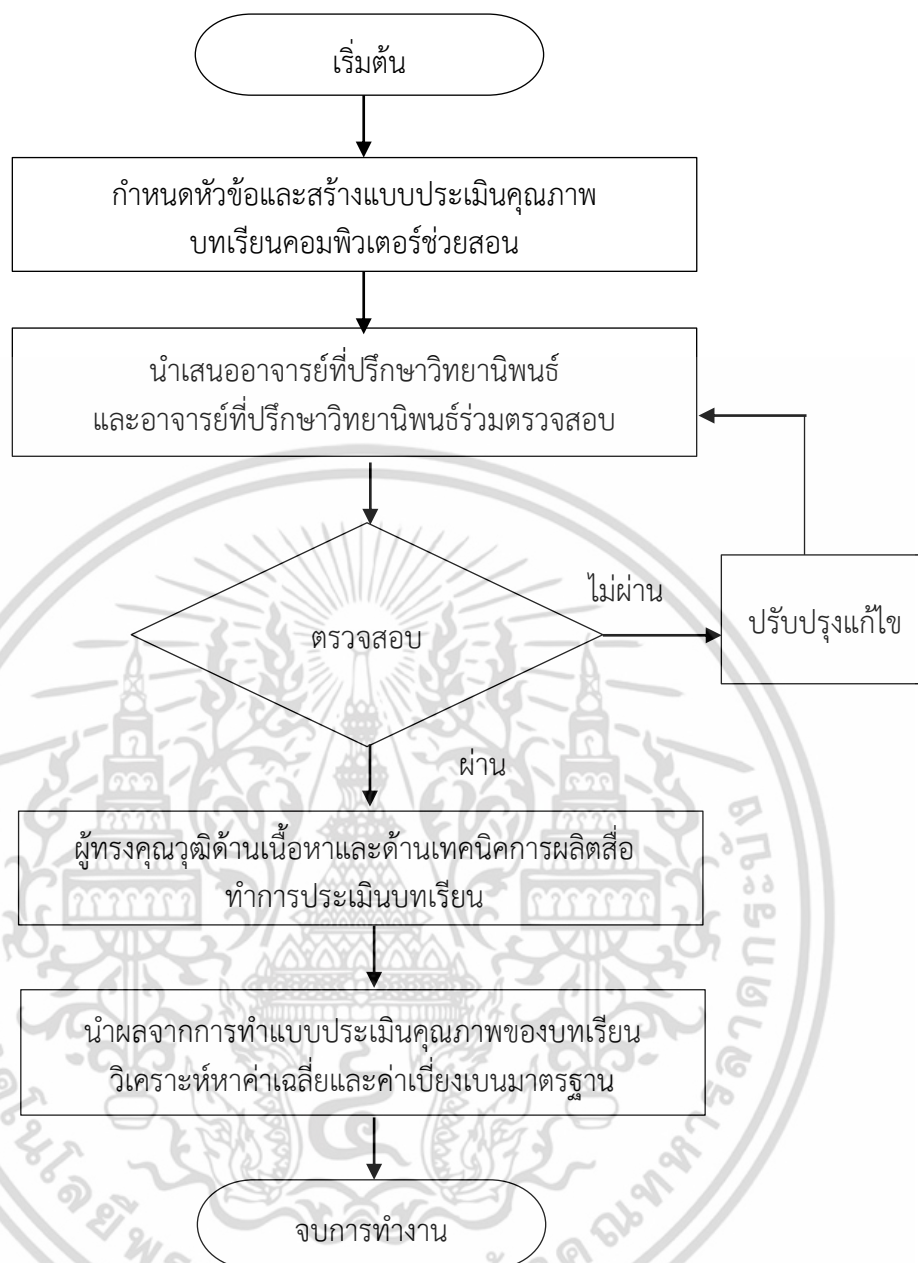 เริ่มต้น
กำหนดหัวข้อและสร้างแบบประเมินคุณภาพ
บทเรียนคอมพิวเตอร์ช่วยสอน
นำเสนออาจารย์ที่ปรึกษาวิทยานิพนธ์
และอาจารย์ที่ปรึกษาวิทยานิพนธ์ร่วมตรวจสอบ
ไม่ผ่าน
ปรับปรุงแก้ไข
ตรวจสอบ
ผ่าน
ผู้ทรงคุณวุฒิด้านเนื้อหาและด้านเทคนิคการผลิตสื่อ
ทำการประเมินบทเรียน
นำผลจากการทำแบบประเมินคุณภาพของบทเรียน
วิเคราะห์หาค่าเฉลี่ยและค่าเบี่ยงเบนมาตรฐาน
จบการทำงาน